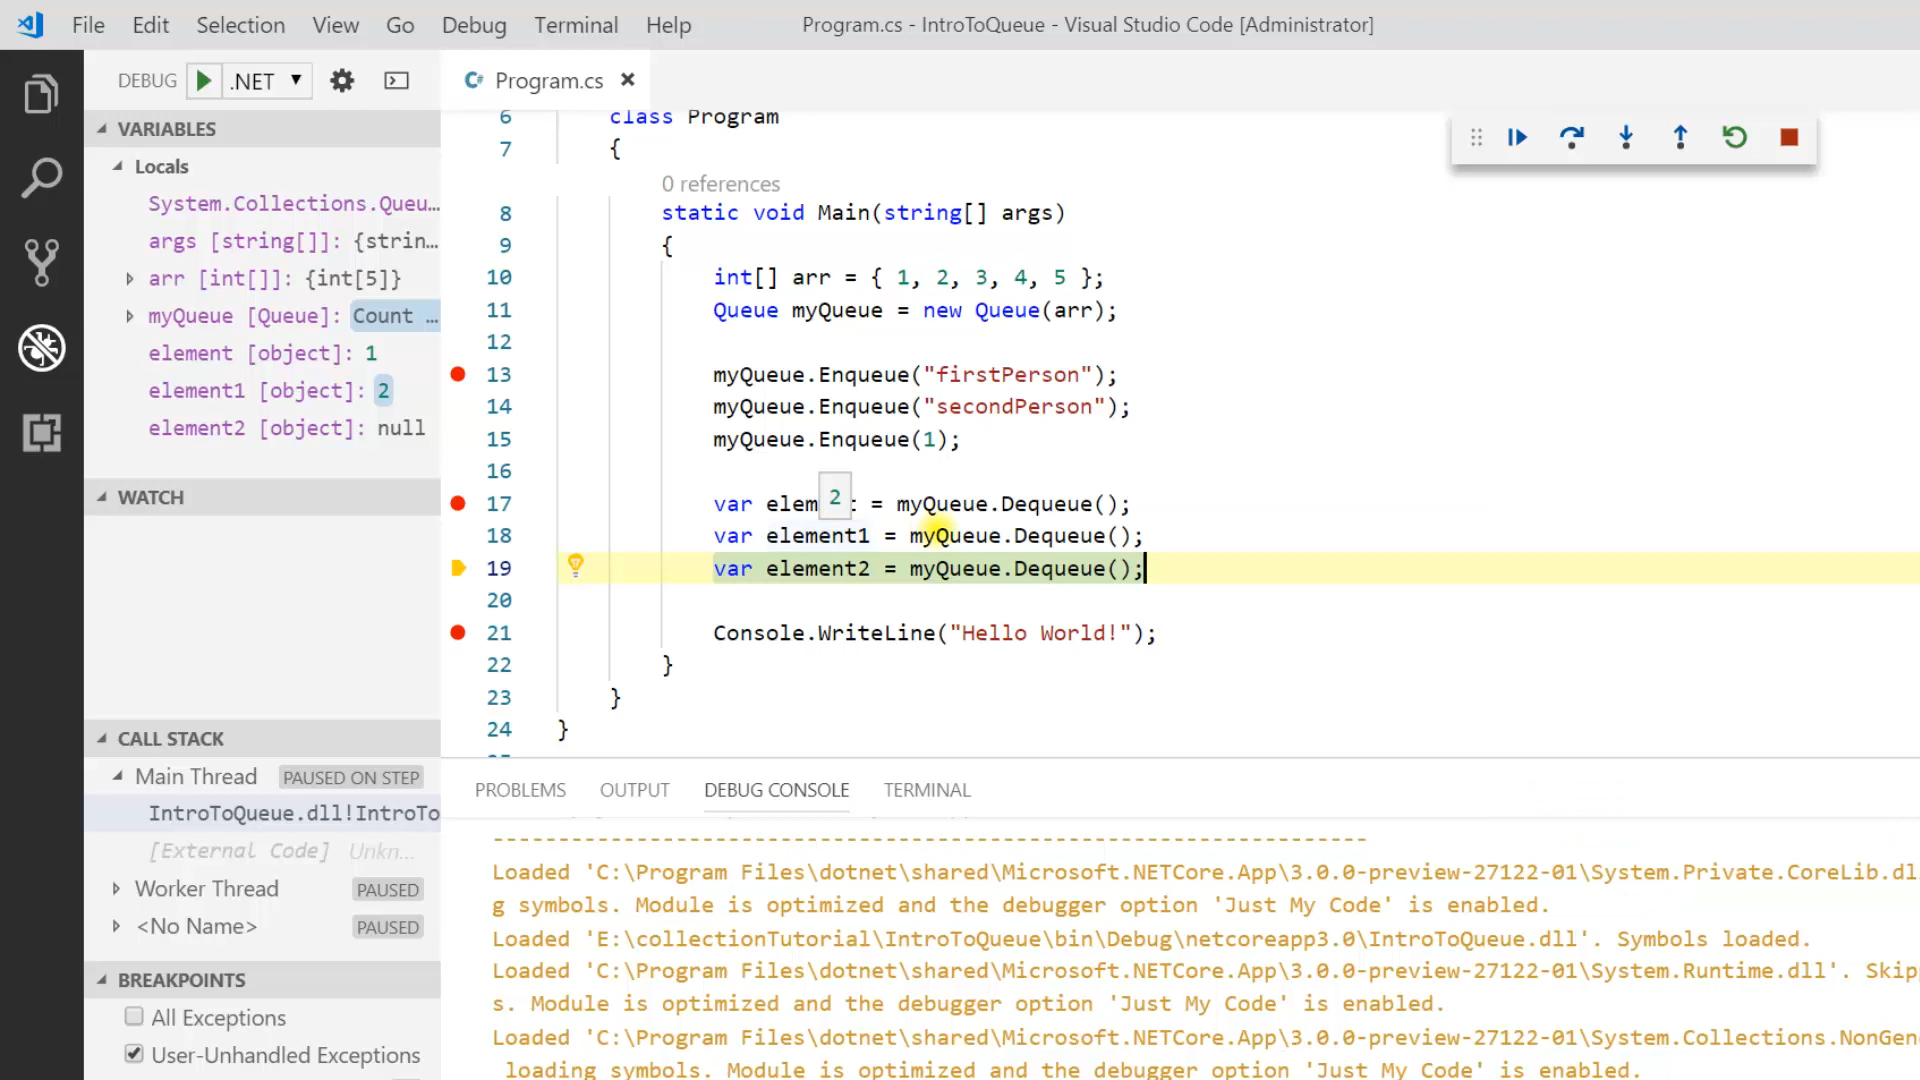 File Edit Selection View Go Debug Terminal Help Program.cs - IntroToQueue - Visual Studio Code [Administrator]
DEBUG .NET
Program.cs
VARIABLES
Locals
System.Collections.Queu…
args [string[]]: {strin…
arr [int[]]: {int[5]}
myQueue [Queue]: Count …
element [object]: 1
element1 [object]: 2
element2 [object]: null
WATCH
CALL STACK
Main Thread PAUSED ON STEP
IntroToQueue.dll!IntroTo
[External Code] Unkn…
Worker Thread PAUSED
<No Name> PAUSED
BREAKPOINTS
All Exceptions
User-Unhandled Exceptions
6 class Program
7 {
0 references
8 static void Main(string[] args)
9 {
10 int[] arr = { 1, 2, 3, 4, 5 };
11 Queue myQueue = new Queue(arr);
12
13 myQueue.Enqueue("firstPerson");
14 myQueue.Enqueue("secondPerson");
15 myQueue.Enqueue(1);
16
2
17 var elem = myQueue.Dequeue();
18 var element1 = myQueue.Dequeue();
19 var element2 = myQueue.Dequeue();
20
21 Console.WriteLine("Hello World!");
22 }
23 }
24 }
PROBLEMS OUTPUT DEBUG CONSOLE TERMINAL
-------------------------------------------------------------------
Loaded 'C:\Program Files\dotnet\shared\Microsoft.NETCore.App\3.0.0-preview-27122-01\System.Private.CoreLib.dl
g symbols. Module is optimized and the debugger option 'Just My Code' is enabled.
Loaded 'E:\collectionTutorial\IntroToQueue\bin\Debug\netcoreapp3.0\IntroToQueue.dll'. Symbols loaded.
Loaded 'C:\Program Files\dotnet\shared\Microsoft.NETCore.App\3.0.0-preview-27122-01\System.Runtime.dll'. Skip
s. Module is optimized and the debugger option 'Just My Code' is enabled.
Loaded 'C:\Program Files\dotnet\shared\Microsoft.NETCore.App\3.0.0-preview-27122-01\System.Collections.NonGen
loading symbols. Module is optimized and the debugger option 'Just My Code' is enabled.